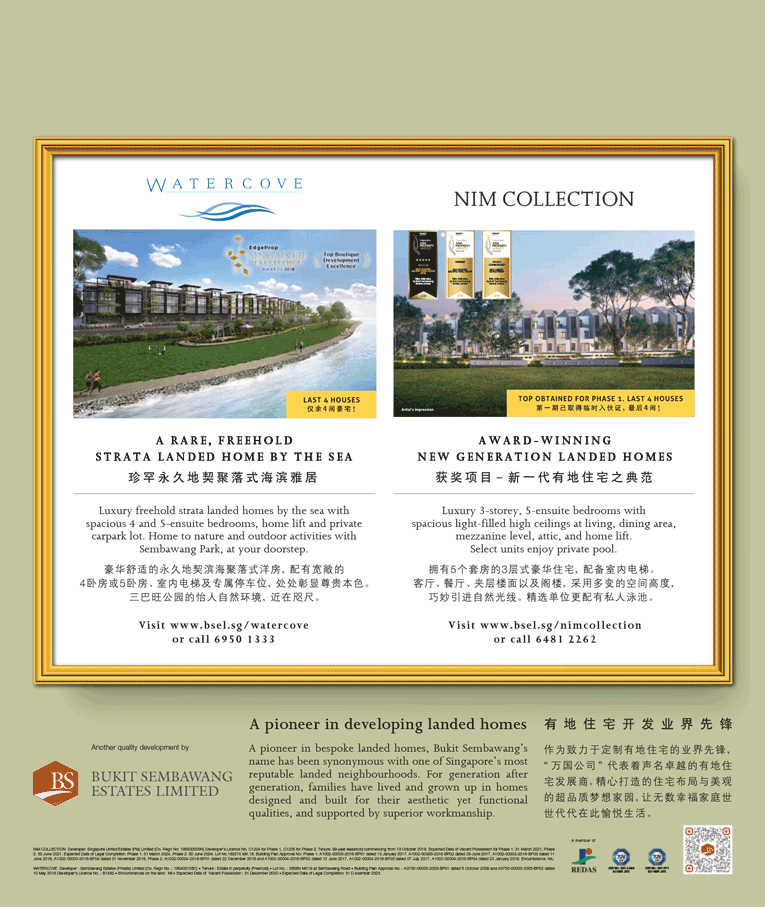 WATERCOVE
EdgeProp
SINGAPORE
EXCELLENCE
AWARDS 2018
Top Boutique
Development
Excellence
LAST 4 HOUSES
仅余4间豪宅!
A RARE, FREEHOLD
STRATA LANDED HOME BY THE SEA
珍罕永久地契聚落式海滨雅居
Luxury freehold strata landed homes by the sea with
spacious 4 and 5-ensuite bedrooms, home lift and private
carpark lot. Home to nature and outdoor activities with
Sembawang Park, at your doorstep.
豪华舒适的永久地契滨海聚落式洋房, 配有宽敞的
4卧房或5卧房、室内电梯及专属停车位, 处处彰显尊贵本色。
三巴旺公园的怡人自然环境, 近在咫尺。
Visit www.bsel.sg/watercove
or call 6950 1333
NIM COLLECTION
Artist's Impression
TOP OBTAINED FOR PHASE 1. LAST 4 HOUSES
第一期已取得临时入伙证, 最后4间!
AWARD-WINNING
NEW GENERATION LANDED HOMES
获奖项目 – 新一代有地住宅之典范
Luxury 3-storey, 5-ensuite bedrooms with
spacious light-filled high ceilings at living, dining area,
mezzanine level, attic, and home lift.
Select units enjoy private pool.
拥有5个套房的3层式豪华住宅, 配备室内电梯。
客厅、餐厅、夹层楼面以及阁楼, 采用多变的空间高度,
巧妙引进自然光线。精选单位更配有私人泳池。
Visit www.bsel.sg/nimcollection
or call 6481 2262
Another quality development by
BS
BUKIT SEMBAWANG
ESTATES LIMITED
A pioneer in developing landed homes
A pioneer in bespoke landed homes, Bukit Sembawang's
name has been synonymous with one of Singapore's most
reputable landed neighbourhoods. For generation after
generation, families have lived and grown up in homes
designed and built for their aesthetic yet functional
qualities, and supported by superior workmanship.
有地住宅开发业界先锋
作为致力于定制有地住宅的业界先锋,
“万国公司”代表着声名卓越的有地住
宅发展商。精心打造的住宅布局与美观
的超品质梦想家园, 让无数幸福家庭世
世代代在此愉悦生活。
A member of
REDAS